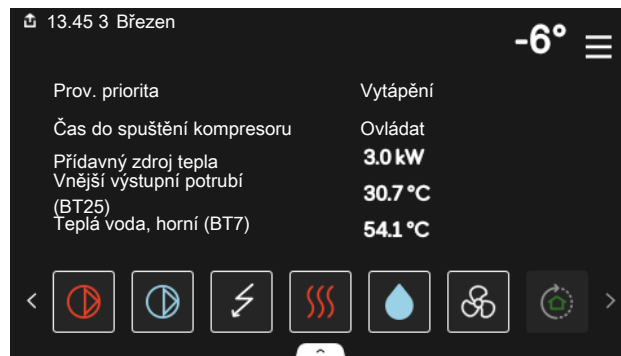 13.45 3 Březen
-6°
Prov. priorita Vytápění
Čas do spuštění kompresoru Ovládat
Přídavný zdroj tepla 3.0 kW
Vnější výstupní potrubí
(BT25) 30.7 °C
Teplá voda, horní (BT7) 54.1 °C